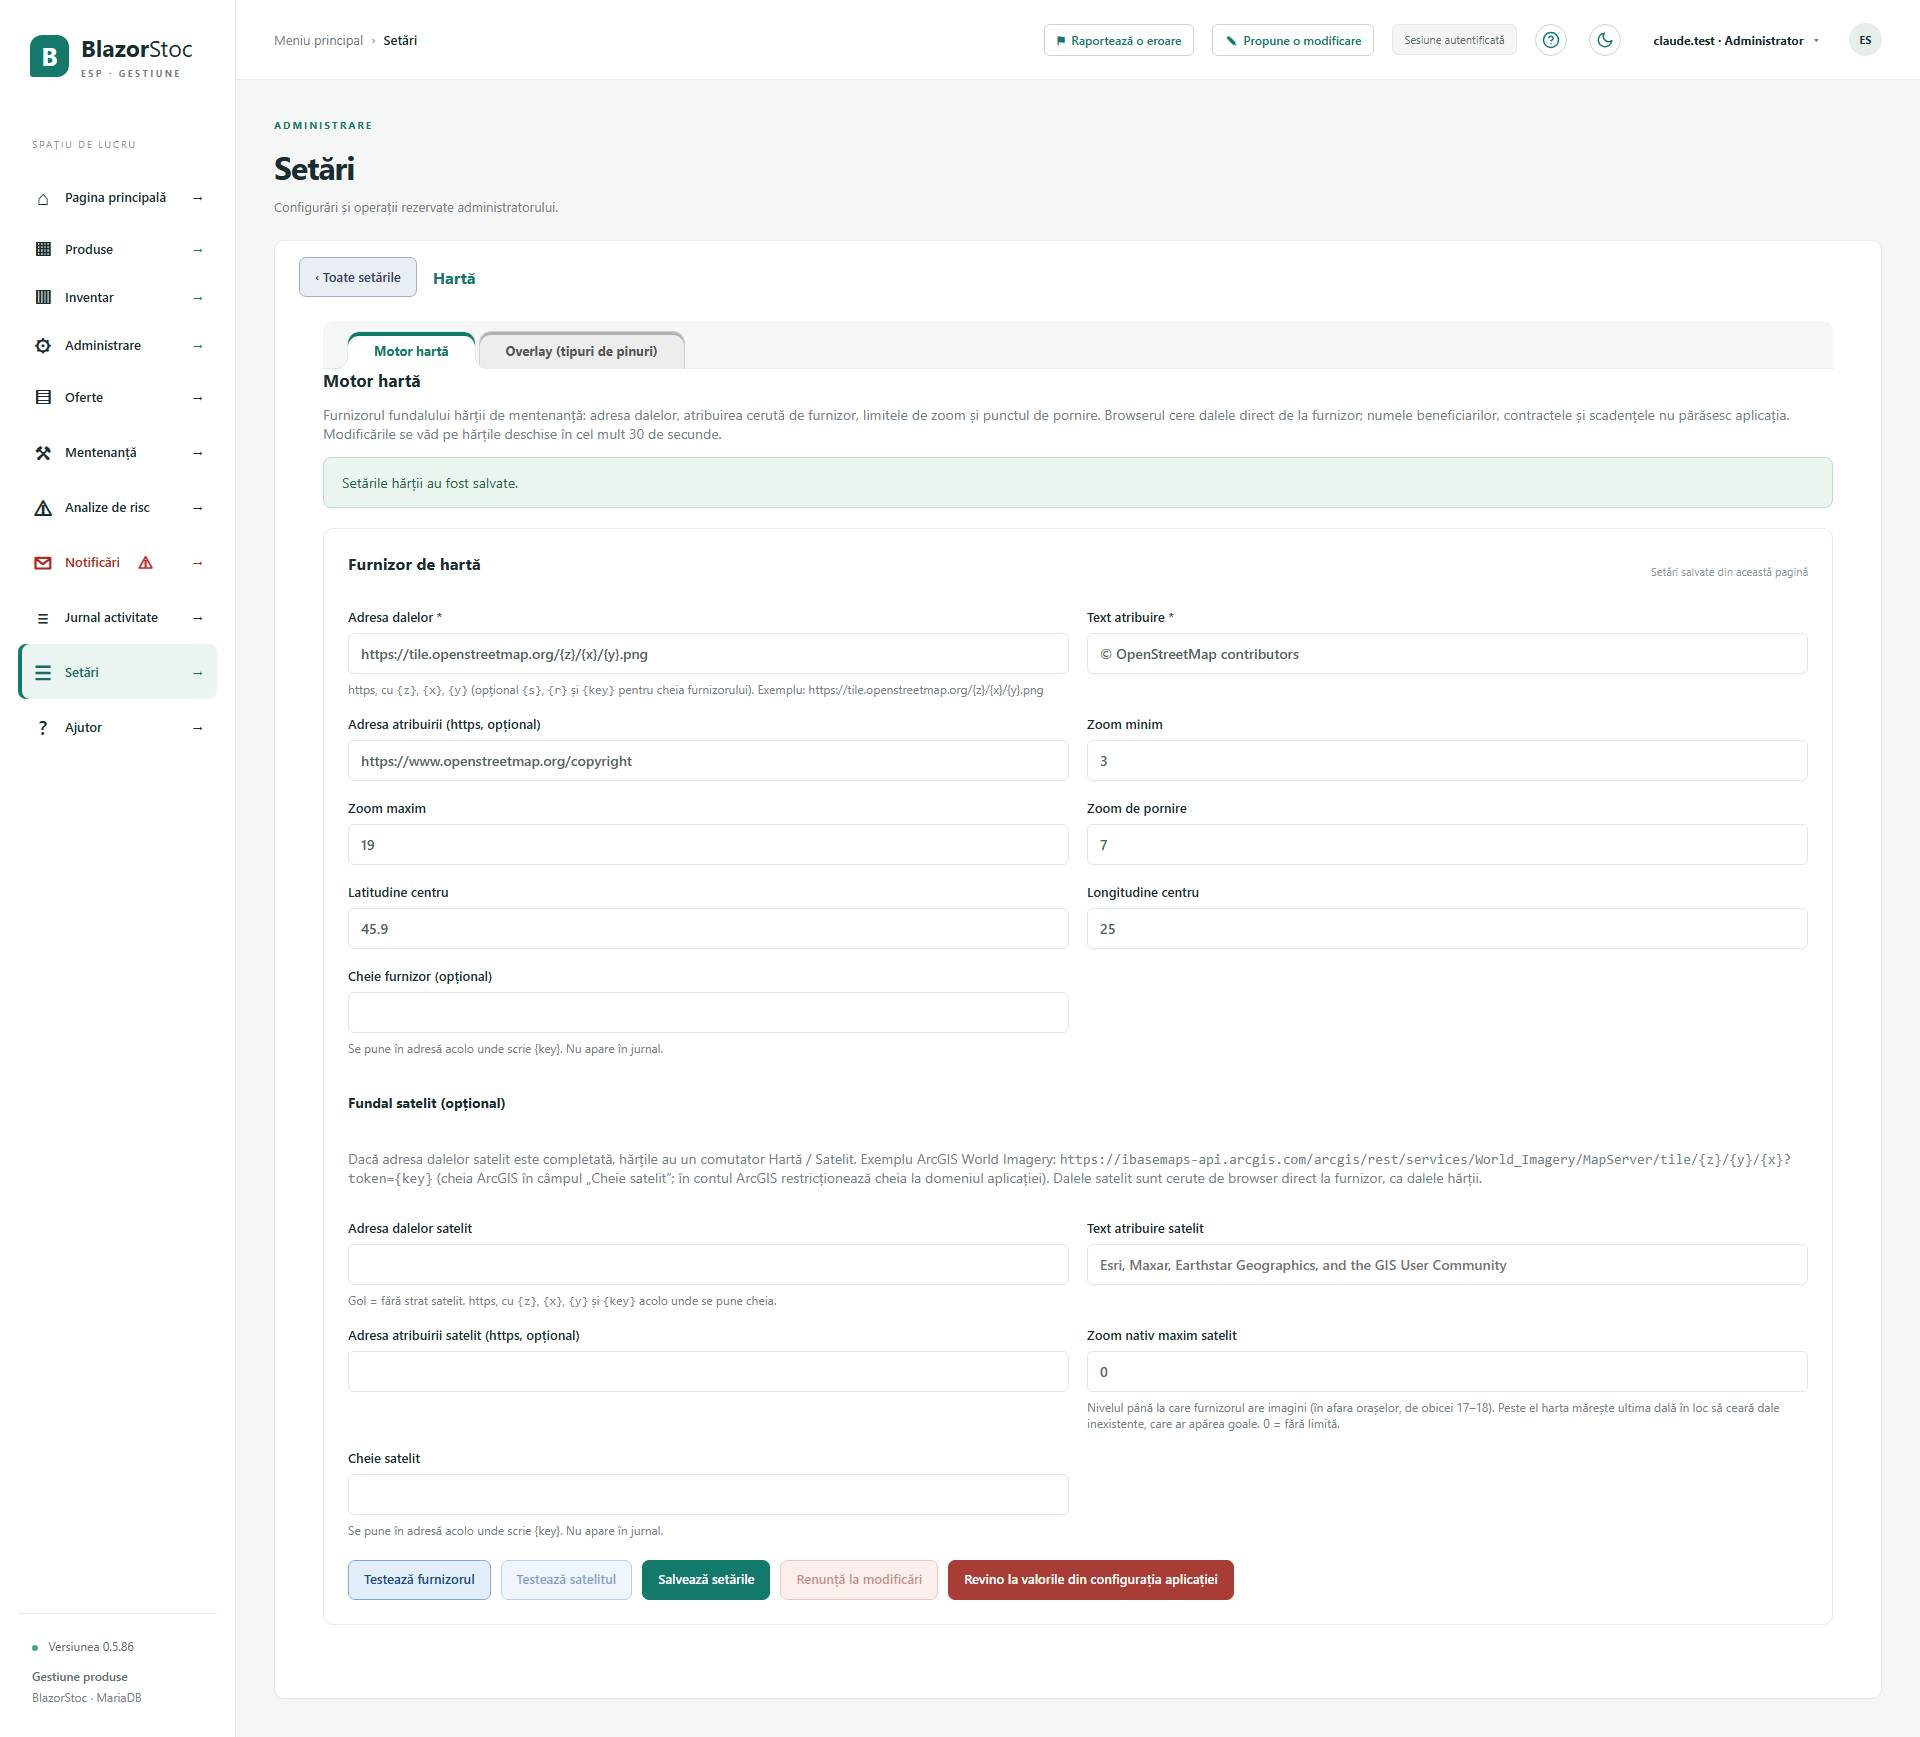 B BlazorStoc
ESP · GESTIUNE
Meniu principal › Setări
Raportează o eroare
Propune o modificare
Sesiune autentificată
claude.test · Administrator
ES
SPAȚIU DE LUCRU
Pagina principală →
Produse →
Inventar →
Administrare →
Oferte →
Mentenanță →
Analize de risc →
Notificări →
Jurnal activitate →
Setări →
? Ajutor →
Versiunea 0.5.86
Gestiune produse
BlazorStoc · MariaDB
ADMINISTRARE
Setări
Configurări și operații rezervate administratorului.
‹ Toate setările
Hartă
Motor hartă
Overlay (tipuri de pinuri)
Motor hartă
Furnizorul fundalului hărții de mentenanță: adresa dalelor, atribuirea cerută de furnizor, limitele de zoom și punctul de pornire. Browserul cere dalele direct de la furnizor; numele beneficiarilor, contractele și scadențele nu părăsesc aplicația.
Modificările se văd pe hărțile deschise în cel mult 30 de secunde.
Setările hărții au fost salvate.
Furnizor de hartă
Setări salvate din această pagină
Adresa dalelor *
https://tile.openstreetmap.org/{z}/{x}/{y}.png
https, cu {z}, {x}, {y} (opțional {s}, {r} și {key} pentru cheia furnizorului). Exemplu: https://tile.openstreetmap.org/{z}/{x}/{y}.png
Text atribuire *
© OpenStreetMap contributors
Adresa atribuirii (https, opțional)
https://www.openstreetmap.org/copyright
Zoom minim
3
Zoom maxim
19
Zoom de pornire
7
Latitudine centru
45.9
Longitudine centru
25
Cheie furnizor (opțional)
Se pune în adresă acolo unde scrie {key}. Nu apare în jurnal.
Fundal satelit (opțional)
Dacă adresa dalelor satelit este completată, hărțile au un comutator Hartă / Satelit. Exemplu ArcGIS World Imagery: https://ibasemaps-api.arcgis.com/arcgis/rest/services/World_Imagery/MapServer/tile/{z}/{y}/{x}?
token={key} (cheia ArcGIS în câmpul „Cheie satelit”; în contul ArcGIS restricționează cheia la domeniul aplicației). Dalele satelit sunt cerute de browser direct la furnizor, ca dalele hărții.
Adresa dalelor satelit
Gol = fără strat satelit. https, cu {z}, {x}, {y} și {key} acolo unde se pune cheia.
Text atribuire satelit
Esri, Maxar, Earthstar Geographics, and the GIS User Community
Adresa atribuirii satelit (https, opțional)
Zoom nativ maxim satelit
0
Nivelul până la care furnizorul are imagini (în afara orașelor, de obicei 17–18). Peste el harta mărește ultima dală în loc să ceară dale
inexistente, care ar apărea goale. 0 = fără limită.
Cheie satelit
Se pune în adresă acolo unde scrie {key}. Nu apare în jurnal.
Testează furnizorul
Testează satelitul
Salvează setările
Renunță la modificări
Revino la valorile din configurația aplicației